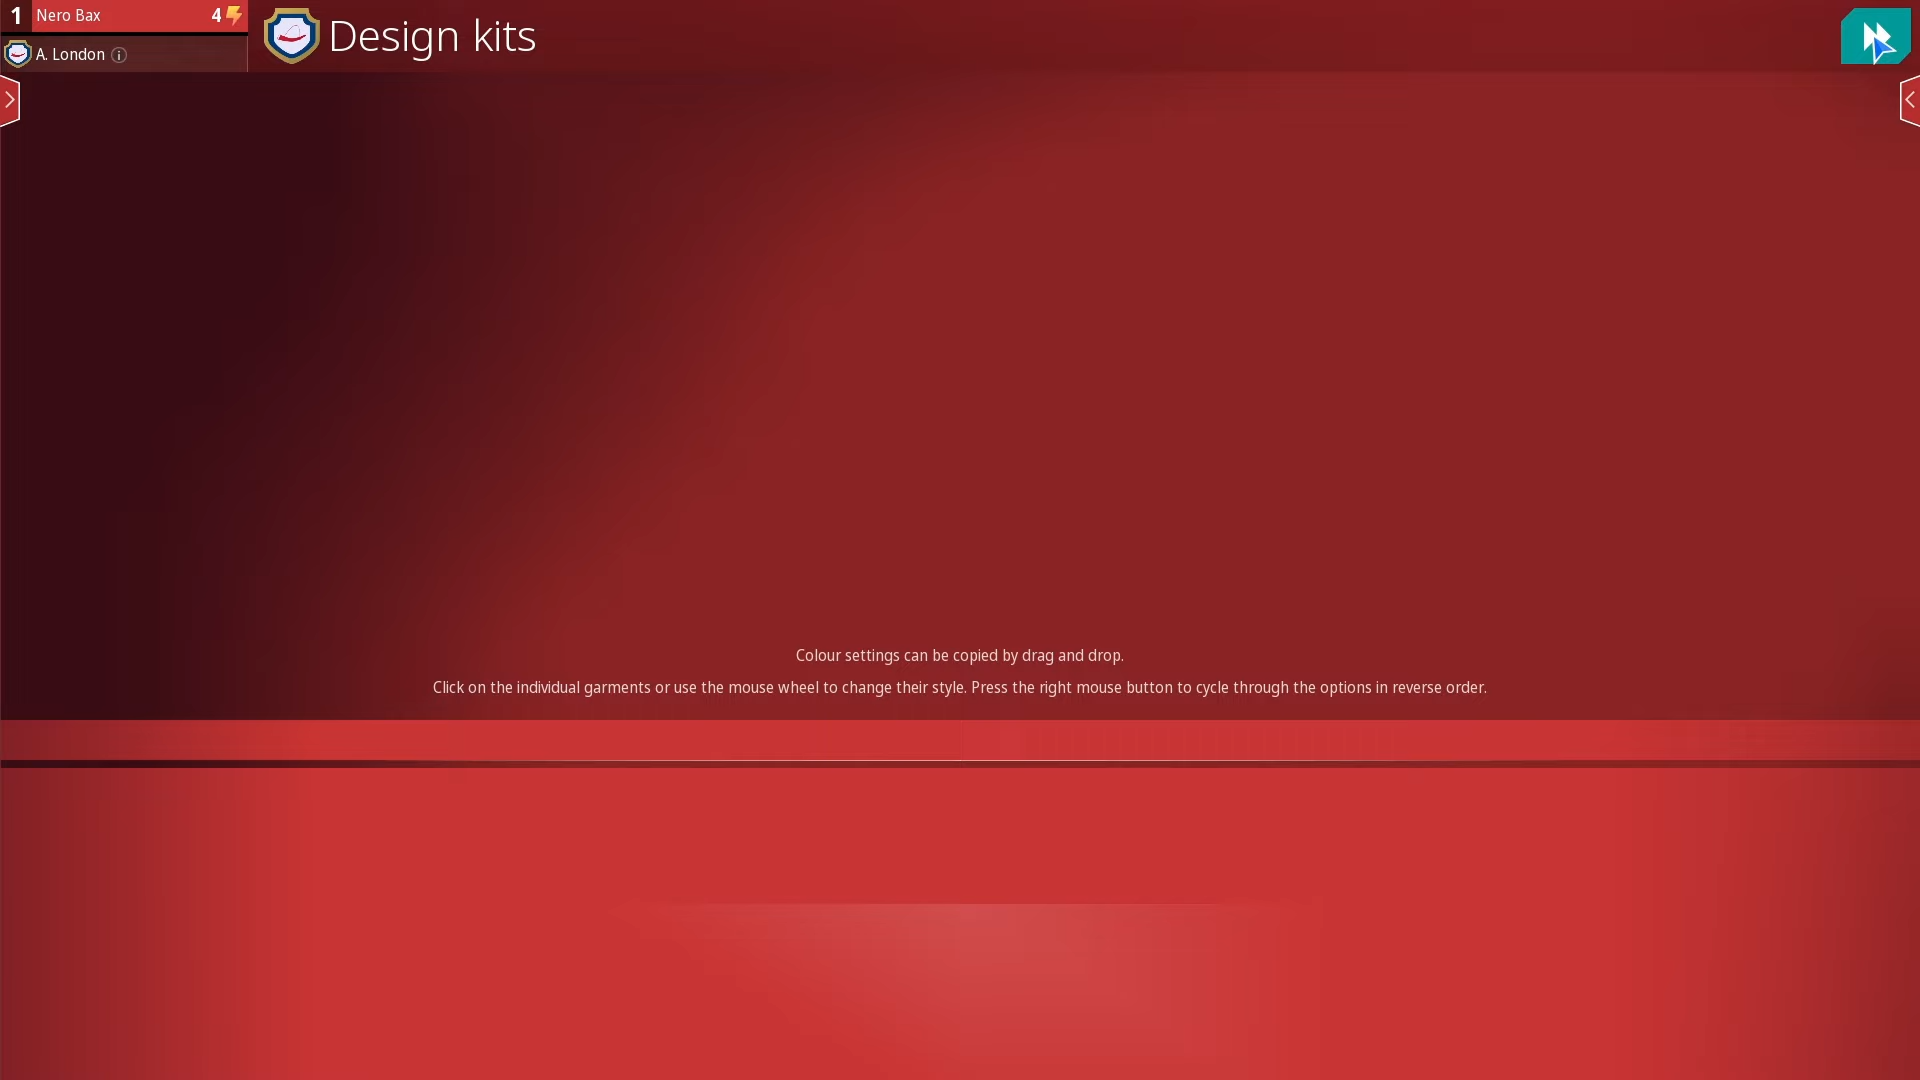 1 Nero Bax 4
A. London
Design kits
Colour settings can be copied by drag and drop.
Click on the individual garments or use the mouse wheel to change their style. Press the right mouse button to cycle through the options in reverse order.